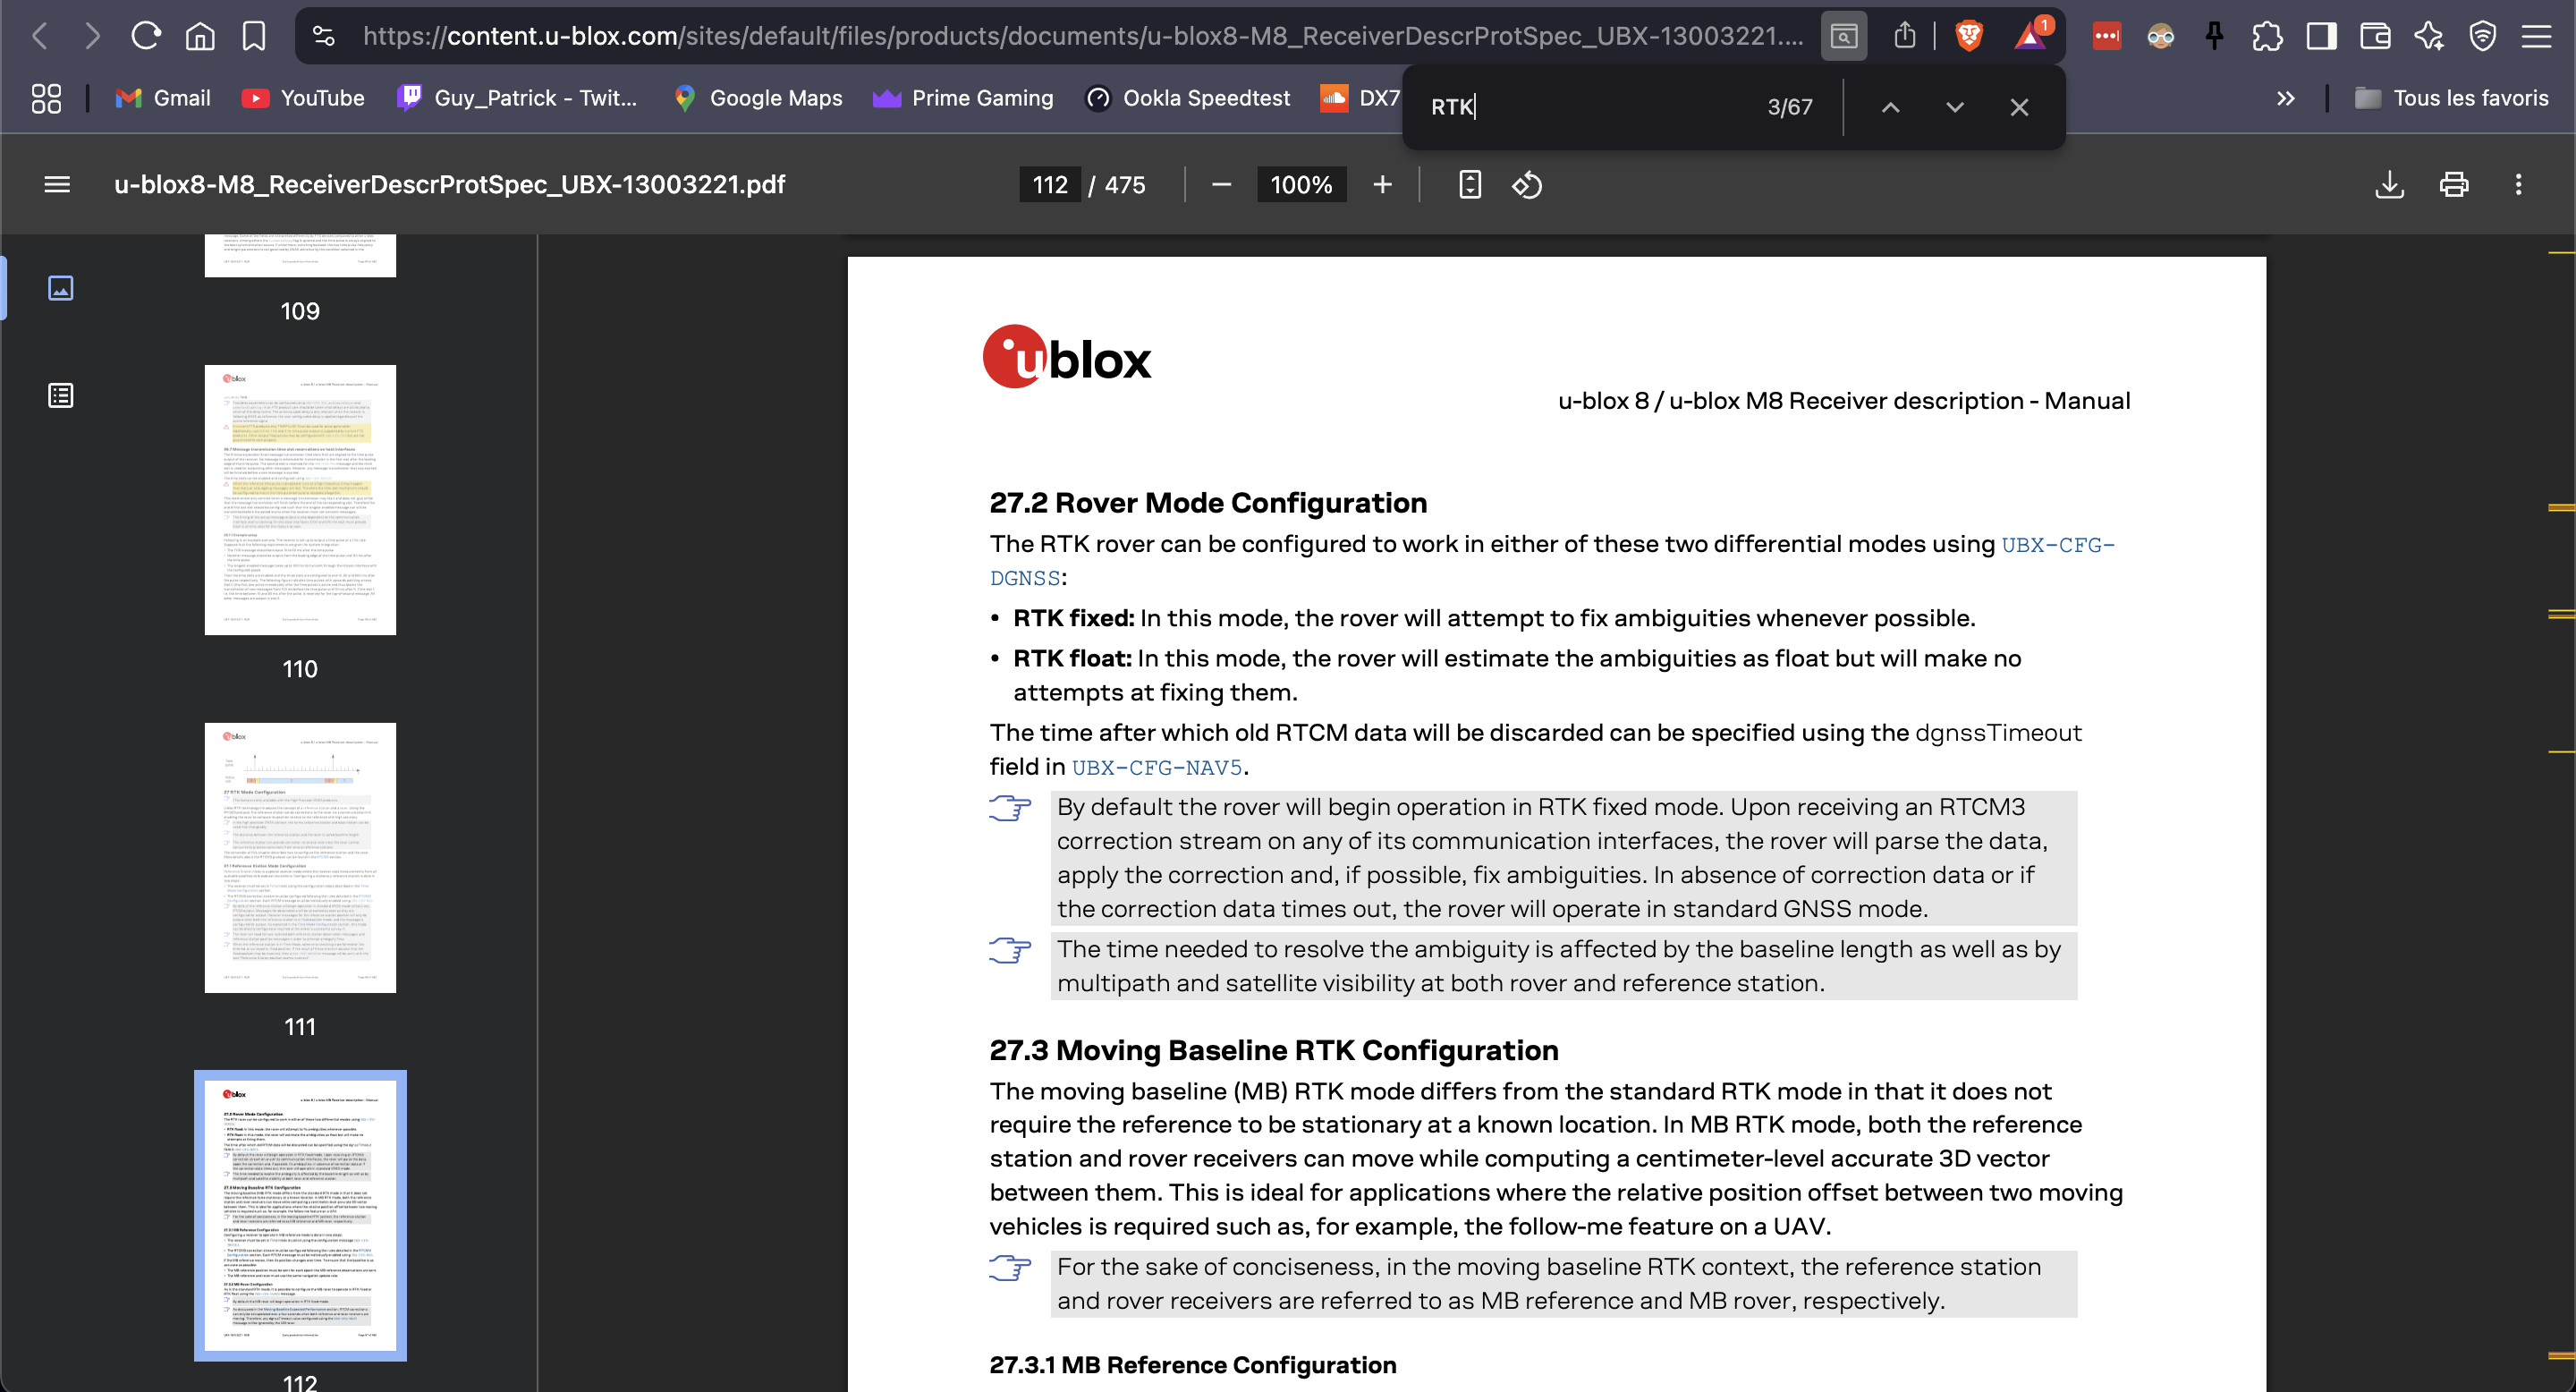 https://content.u-blox.com/sites/default/files/products/documents/u-blox8-M8_ReceiverDescrProtSpec_UBX-13003221....
1
Gmail
YouTube
Guy_Patrick - Twit...
Google Maps
Prime Gaming
Ookla Speedtest
DX7
RTK
3/67
Tous les favoris
u-blox8-M8_ReceiverDescrProtSpec_UBX-13003221.pdf
112 / 475
100%
109
110
111
112
ublox
u-blox 8 / u-blox M8 Receiver description - Manual
27.2 Rover Mode Configuration
The RTK rover can be configured to work in either of these two differential modes using UBX-CFG-
DGNSS:
• RTK fixed: In this mode, the rover will attempt to fix ambiguities whenever possible.
• RTK float: In this mode, the rover will estimate the ambiguities as float but will make no
attempts at fixing them.
The time after which old RTCM data will be discarded can be specified using the dgnssTimeout
field in UBX-CFG-NAV5.
By default the rover will begin operation in RTK fixed mode. Upon receiving an RTCM3
correction stream on any of its communication interfaces, the rover will parse the data,
apply the correction and, if possible, fix ambiguities. In absence of correction data or if
the correction data times out, the rover will operate in standard GNSS mode.
The time needed to resolve the ambiguity is affected by the baseline length as well as by
multipath and satellite visibility at both rover and reference station.
27.3 Moving Baseline RTK Configuration
The moving baseline (MB) RTK mode differs from the standard RTK mode in that it does not
require the reference to be stationary at a known location. In MB RTK mode, both the reference
station and rover receivers can move while computing a centimeter-level accurate 3D vector
between them. This is ideal for applications where the relative position offset between two moving
vehicles is required such as, for example, the follow-me feature on a UAV.
For the sake of conciseness, in the moving baseline RTK context, the reference station
and rover receivers are referred to as MB reference and MB rover, respectively.
27.3.1 MB Reference Configuration